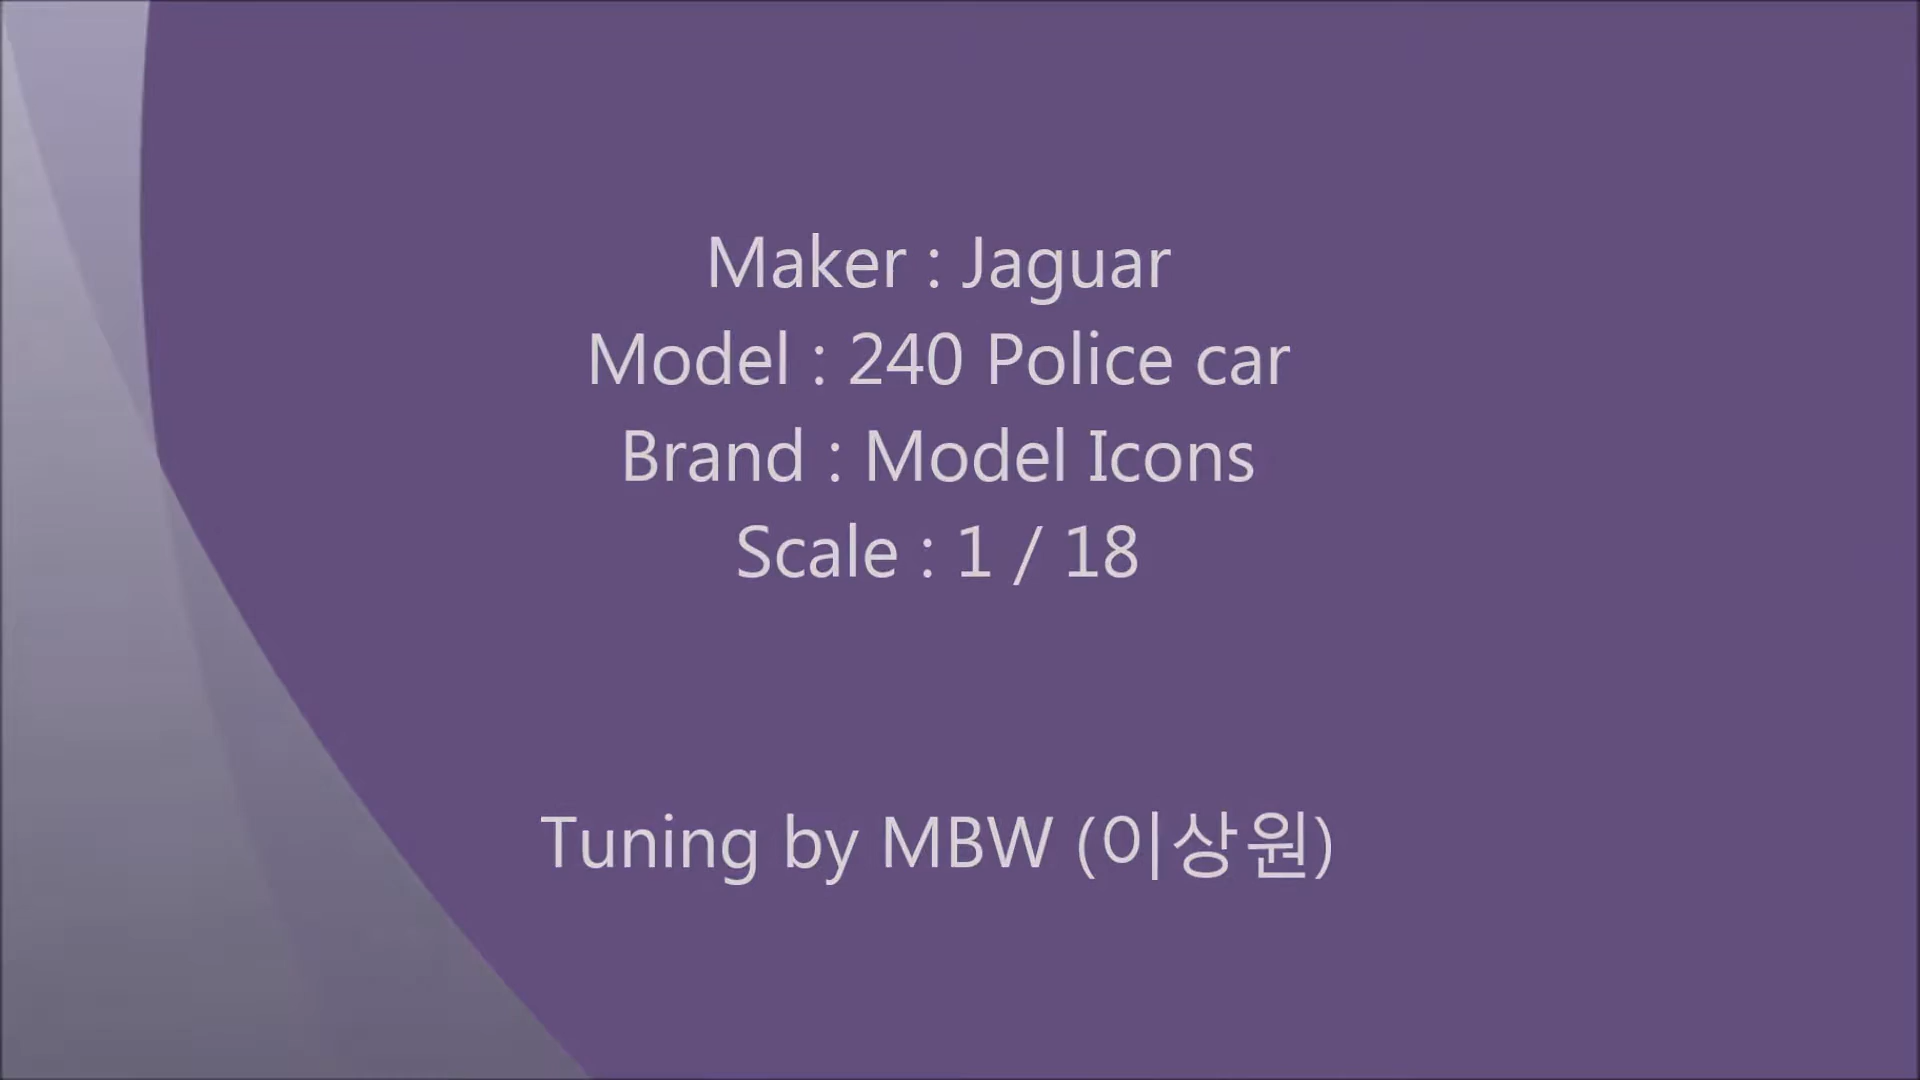 Maker : Jaguar
Model : 240 Police car
Brand : Model Icons
Scale : 1 / 18
Tuning by MBW (이상원)